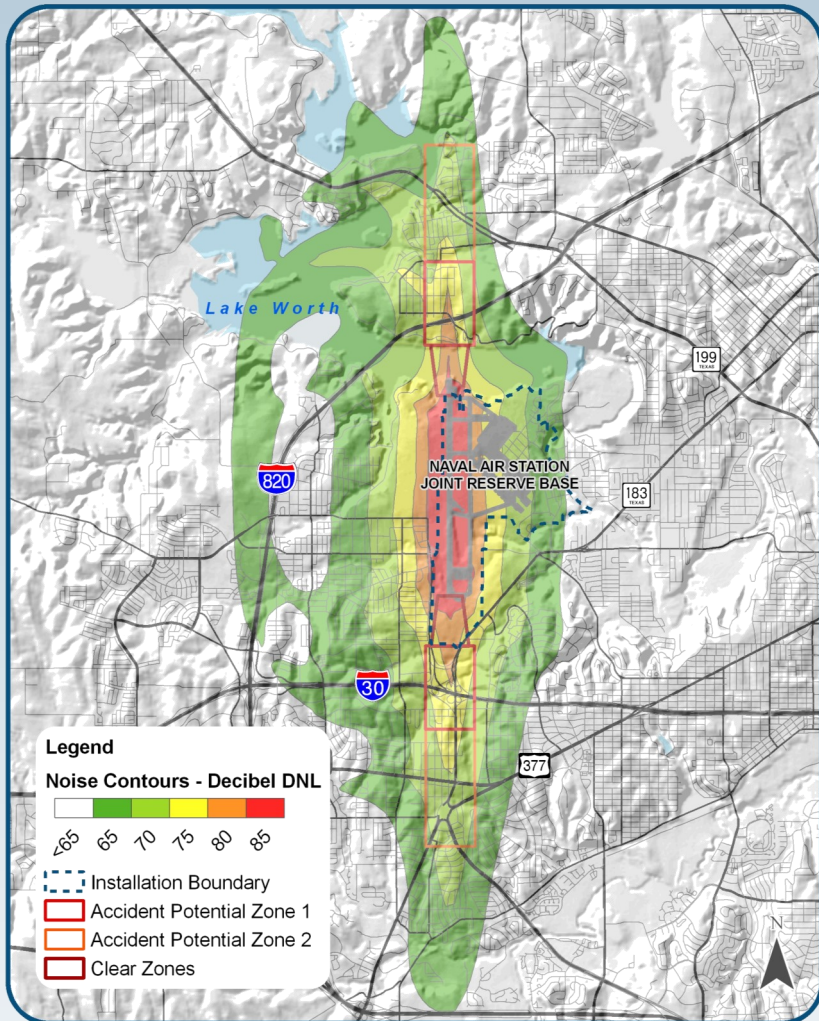 Lake Worth
199
TEXAS
NAVAL AIR STATION
JOINT RESERVE BASE
820
183
TEXAS
30
377
Legend
Noise Contours - Decibel DNL
<65 65 70 75 80 85
Installation Boundary
Accident Potential Zone 1
Accident Potential Zone 2
Clear Zones
N